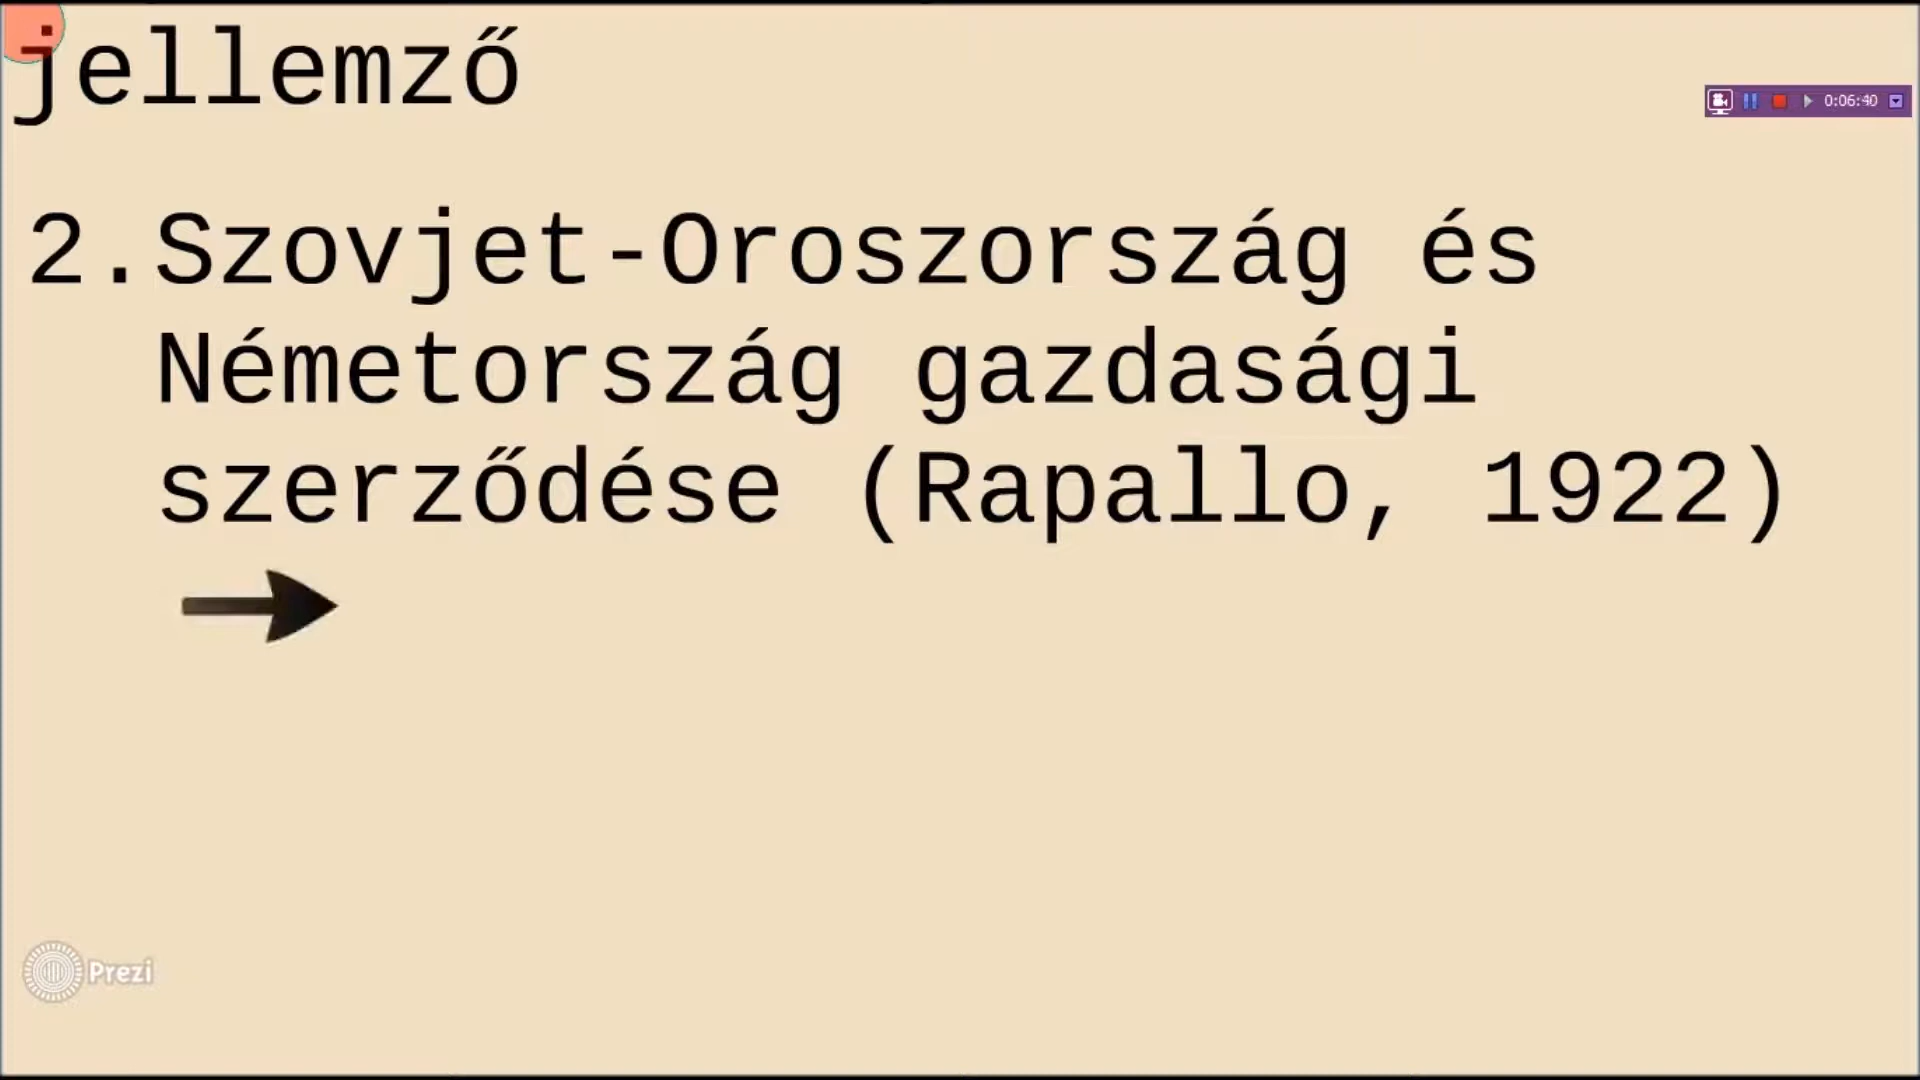 jellemző
0:06:40
2.Szovjet-Oroszország és
Németország gazdasági
szerződése (Rapallo, 1922)
Prezi